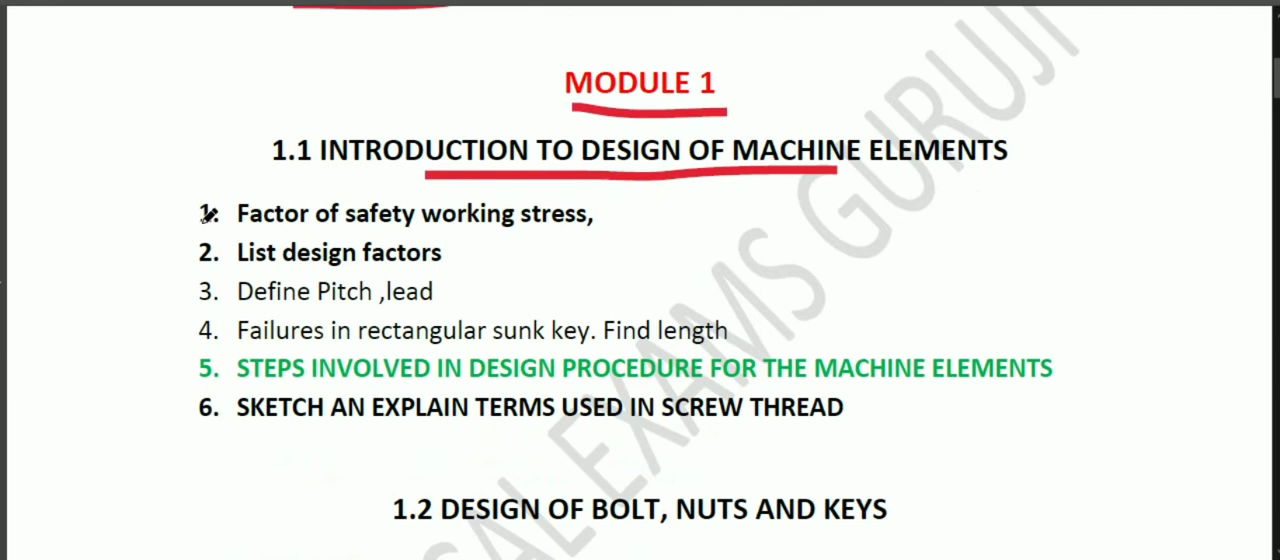 MODULE 1
1.1 INTRODUCTION TO DESIGN OF MACHINE ELEMENTS
1. Factor of safety working stress,
2. List design factors
3. Define Pitch ,lead
4. Failures in rectangular sunk key. Find length
5. STEPS INVOLVED IN DESIGN PROCEDURE FOR THE MACHINE ELEMENTS
6. SKETCH AN EXPLAIN TERMS USED IN SCREW THREAD
1.2 DESIGN OF BOLT, NUTS AND KEYS
SAL EXAMS GURUJI